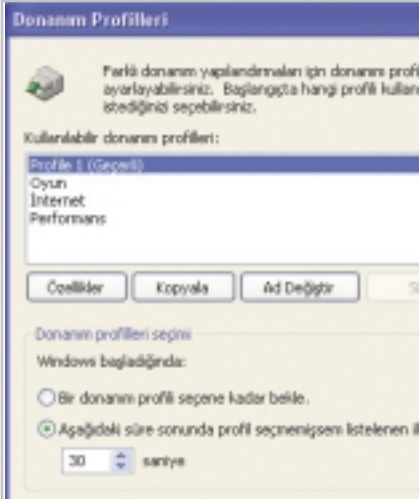 Donanım Profilleri
Farklı donanım yapılandırmaları için donanım profi
ayarlayabilirsiniz. Başlangıçta hangi profili kullan
istediğinizi seçebilirsiniz.
Kullanılabilir donanım profilleri:
Profile 1 (Geçerli)
Oyun
İnternet
Performans
Özellikler Kopyala Ad Değiştir
Donanım profilleri seçimi
Windows başladığında:
Bir donanım profili seçene kadar bekle.
Aşağıdaki süre sonunda profil seçmemişsem listelenen il
30 saniye